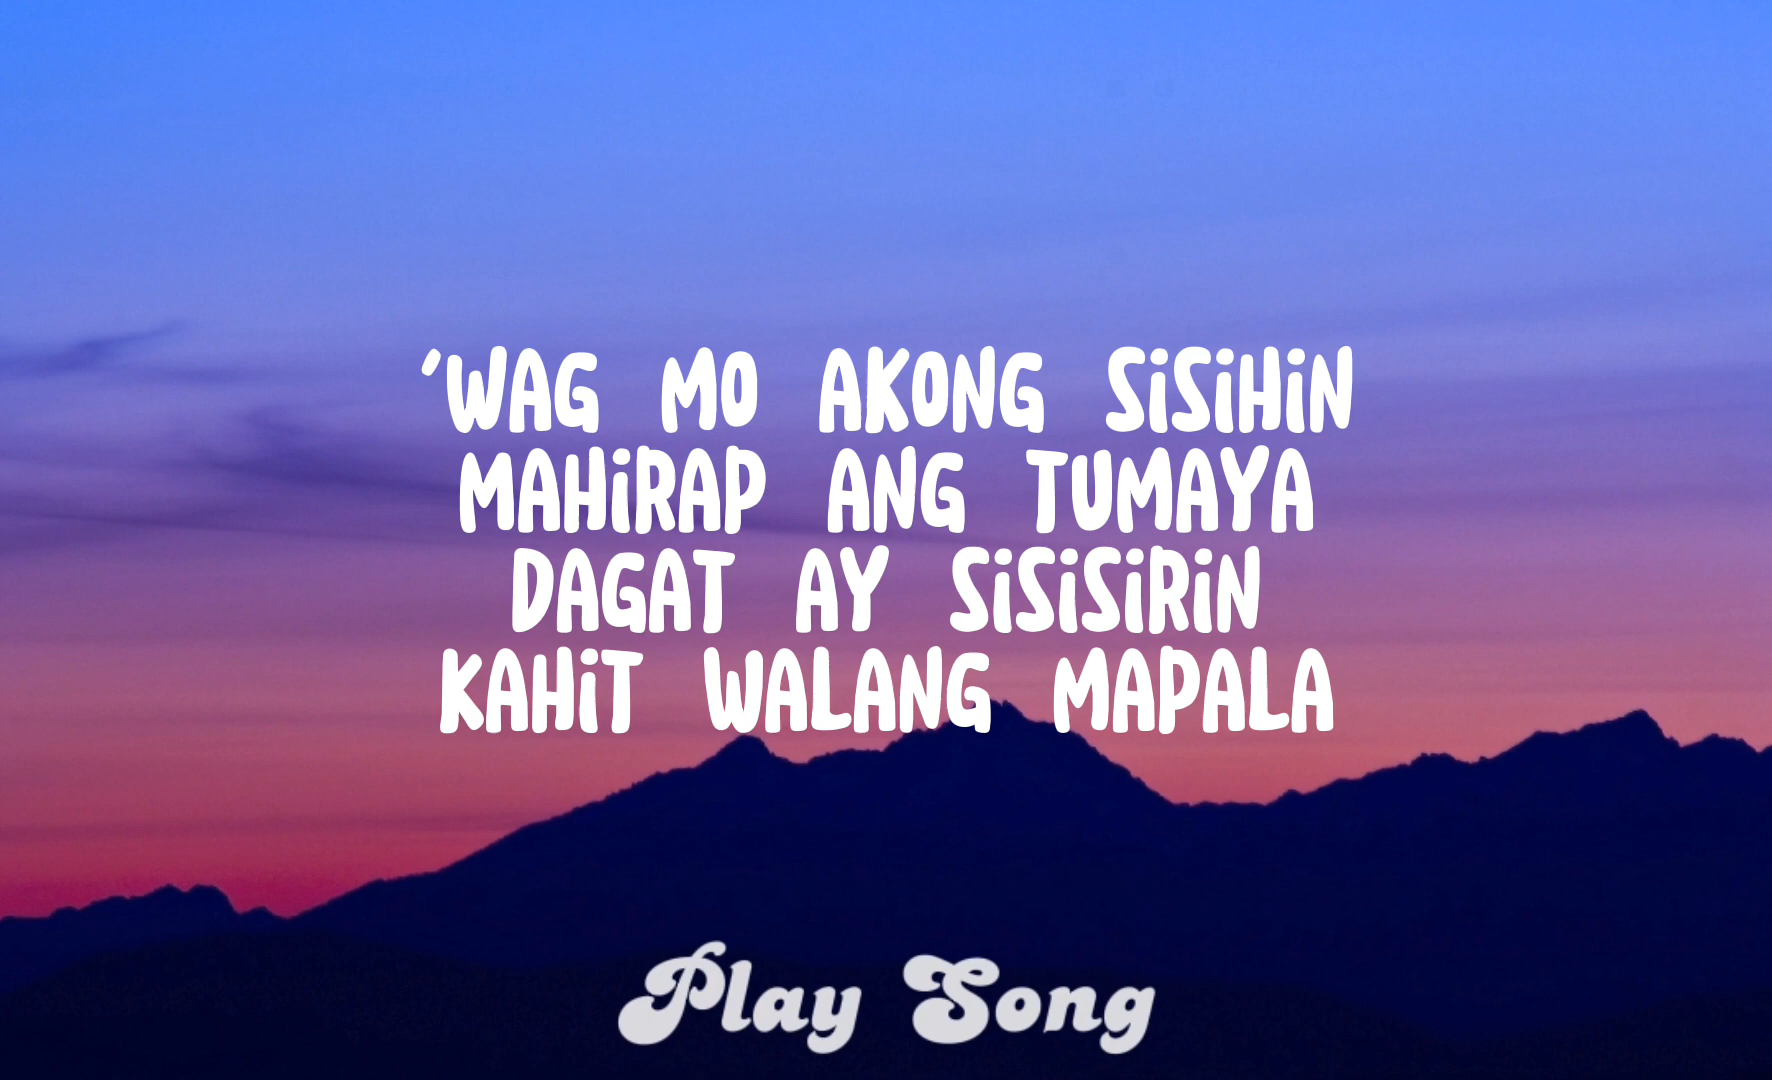 'WAG MO AKONG SiSiHiN
MAHiRAP ANG TUMAYA
DAGAT AY SiSiSiRiN
KAHiT WALANG MAPALA
Play Song